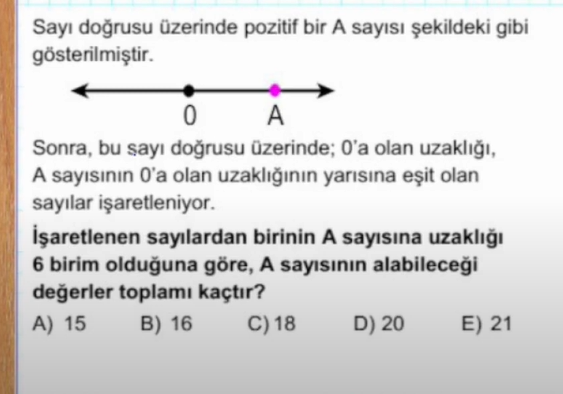 Sayı doğrusu üzerinde pozitif bir A sayısı şekildeki gibi
gösterilmiştir.
0 A
Sonra, bu sayı doğrusu üzerinde; 0'a olan uzaklığı,
A sayısının 0'a olan uzaklığının yarısına eşit olan
sayılar işaretleniyor.
İşaretlenen sayılardan birinin A sayısına uzaklığı
6 birim olduğuna göre, A sayısının alabileceği
değerler toplamı kaçtır?
A) 15 B) 16 C) 18 D) 20 E) 21